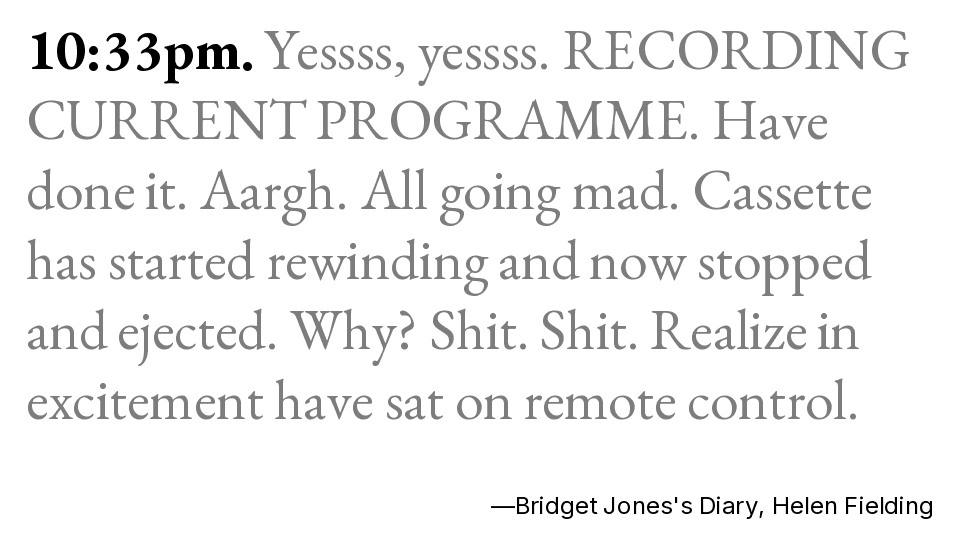 10:33pm. Yessss, yessss. RECORDING
CURRENT PROGRAMME. Have
done it. Aargh. All going mad. Cassette
has started rewinding and now stopped
and ejected. Why? Shit. Shit. Realize in
excitement have sat on remote control.
—Bridget Jones's Diary, Helen Fielding